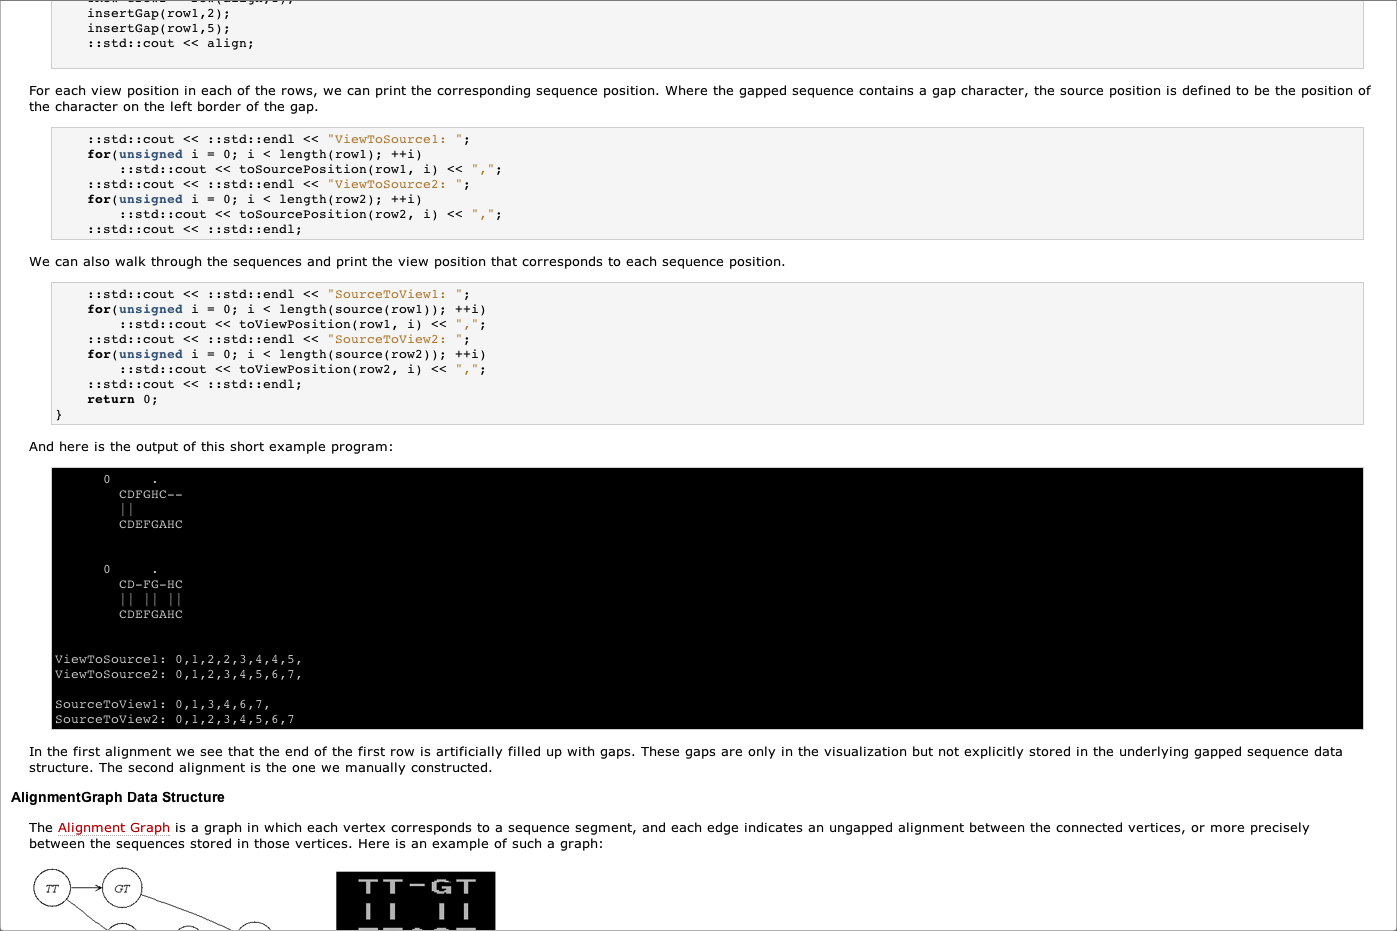 insertGap(row1,2);
insertGap(row1,5);
::std::cout << align;
For each view position in each of the rows, we can print the corresponding sequence position. Where the gapped sequence contains a gap character, the source position is defined to be the position of
the character on the left border of the gap.
::std::cout << ::std::endl << "ViewToSource1: ";
for(unsigned i = 0; i < length(row1); ++i)
::std::cout << toSourcePosition(row1, i) << ",";
::std::cout << ::std::endl << "ViewToSource2: ";
for(unsigned i = 0; i < length(row2); ++i)
::std::cout << toSourcePosition(row2, i) << ",";
::std::cout << ::std::endl;
We can also walk through the sequences and print the view position that corresponds to each sequence position.
::std::cout << ::std::endl << "SourceToView1: ";
for(unsigned i = 0; i < length(source(row1)); ++i)
::std::cout << toViewPosition(row1, i) << ",";
::std::cout << ::std::endl << "SourceToView2: ";
for(unsigned i = 0; i < length(source(row2)); ++i)
::std::cout << toViewPosition(row2, i) << ",";
::std::cout << ::std::endl;
return 0;
}
And here is the output of this short example program:
0 .
CDFGHC--
||
CDEFGAHC
0 .
CD-FG-HC
|| || ||
CDEFGAHC
ViewToSource1: 0,1,2,2,3,4,4,5,
ViewToSource2: 0,1,2,3,4,5,6,7,
SourceToView1: 0,1,3,4,6,7,
SourceToView2: 0,1,2,3,4,5,6,7
In the first alignment we see that the end of the first row is artificially filled up with gaps. These gaps are only in the visualization but not explicitly stored in the underlying gapped sequence data
structure. The second alignment is the one we manually constructed.
AlignmentGraph Data Structure
The Alignment Graph is a graph in which each vertex corresponds to a sequence segment, and each edge indicates an ungapped alignment between the connected vertices, or more precisely
between the sequences stored in those vertices. Here is an example of such a graph:
TT GT
TT-GT
|| ||